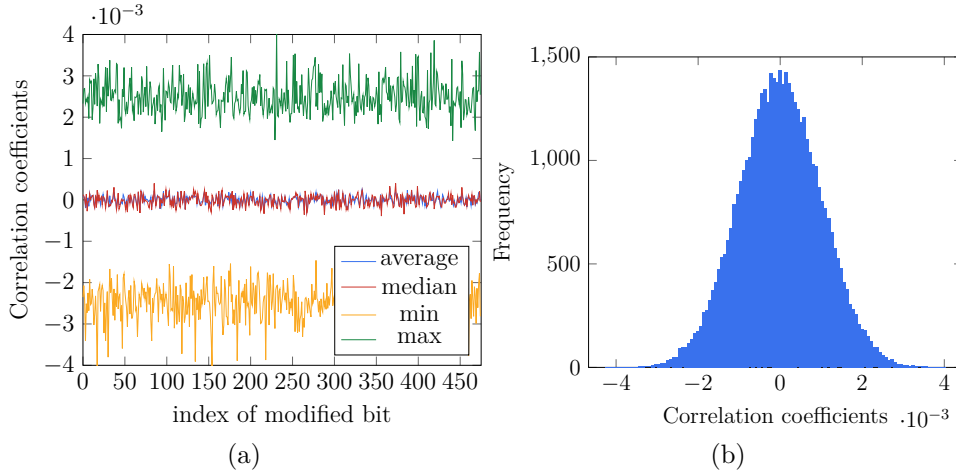 ·10⁻³
4
3
2
1
0
−1
−2
−3
−4
0 50 100 150 200 250 300 350 400 450
Correlation coefficients
index of modified bit
average
median
min
max
(a)
1,500
1,000
500
0
−4 −2 0 2 4
Frequency
Correlation coefficients ·10⁻³
(b)